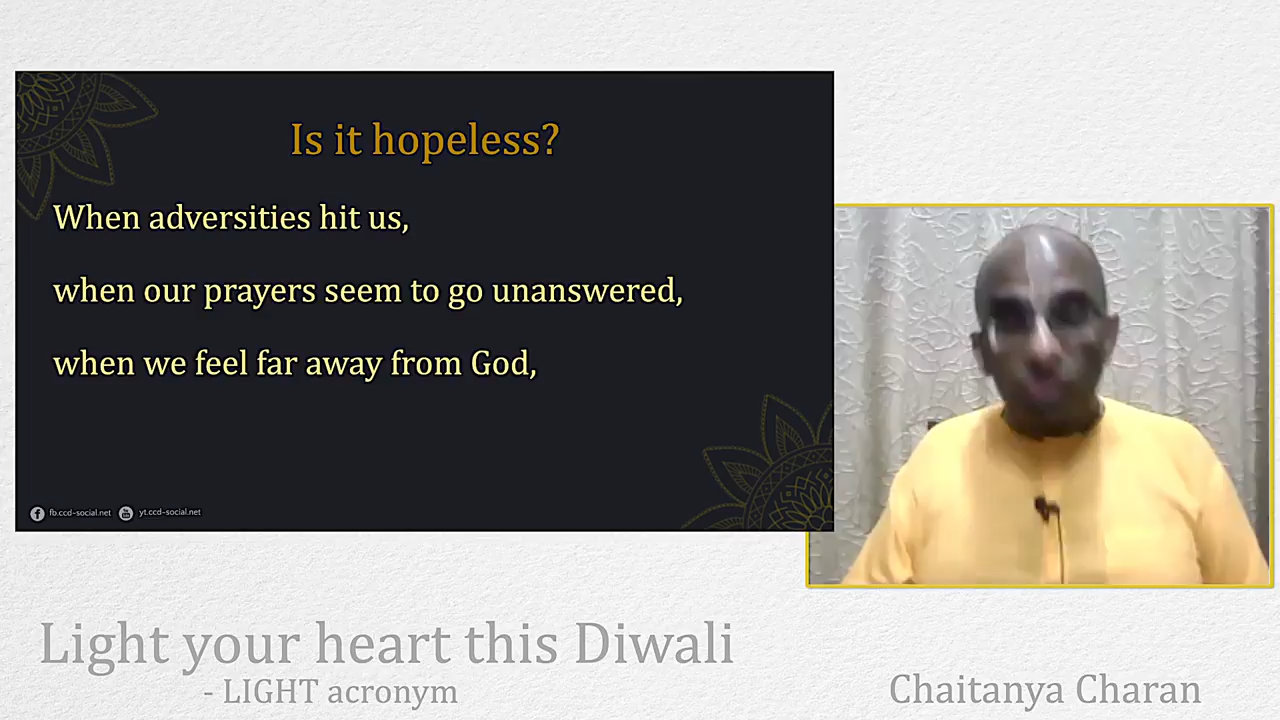 Is it hopeless?
When adversities hit us,
when our prayers seem to go unanswered,
when we feel far away from God,
fb.ccd-social.net yt.ccd-social.net
Light your heart this Diwali
- LIGHT acronym
Chaitanya Charan